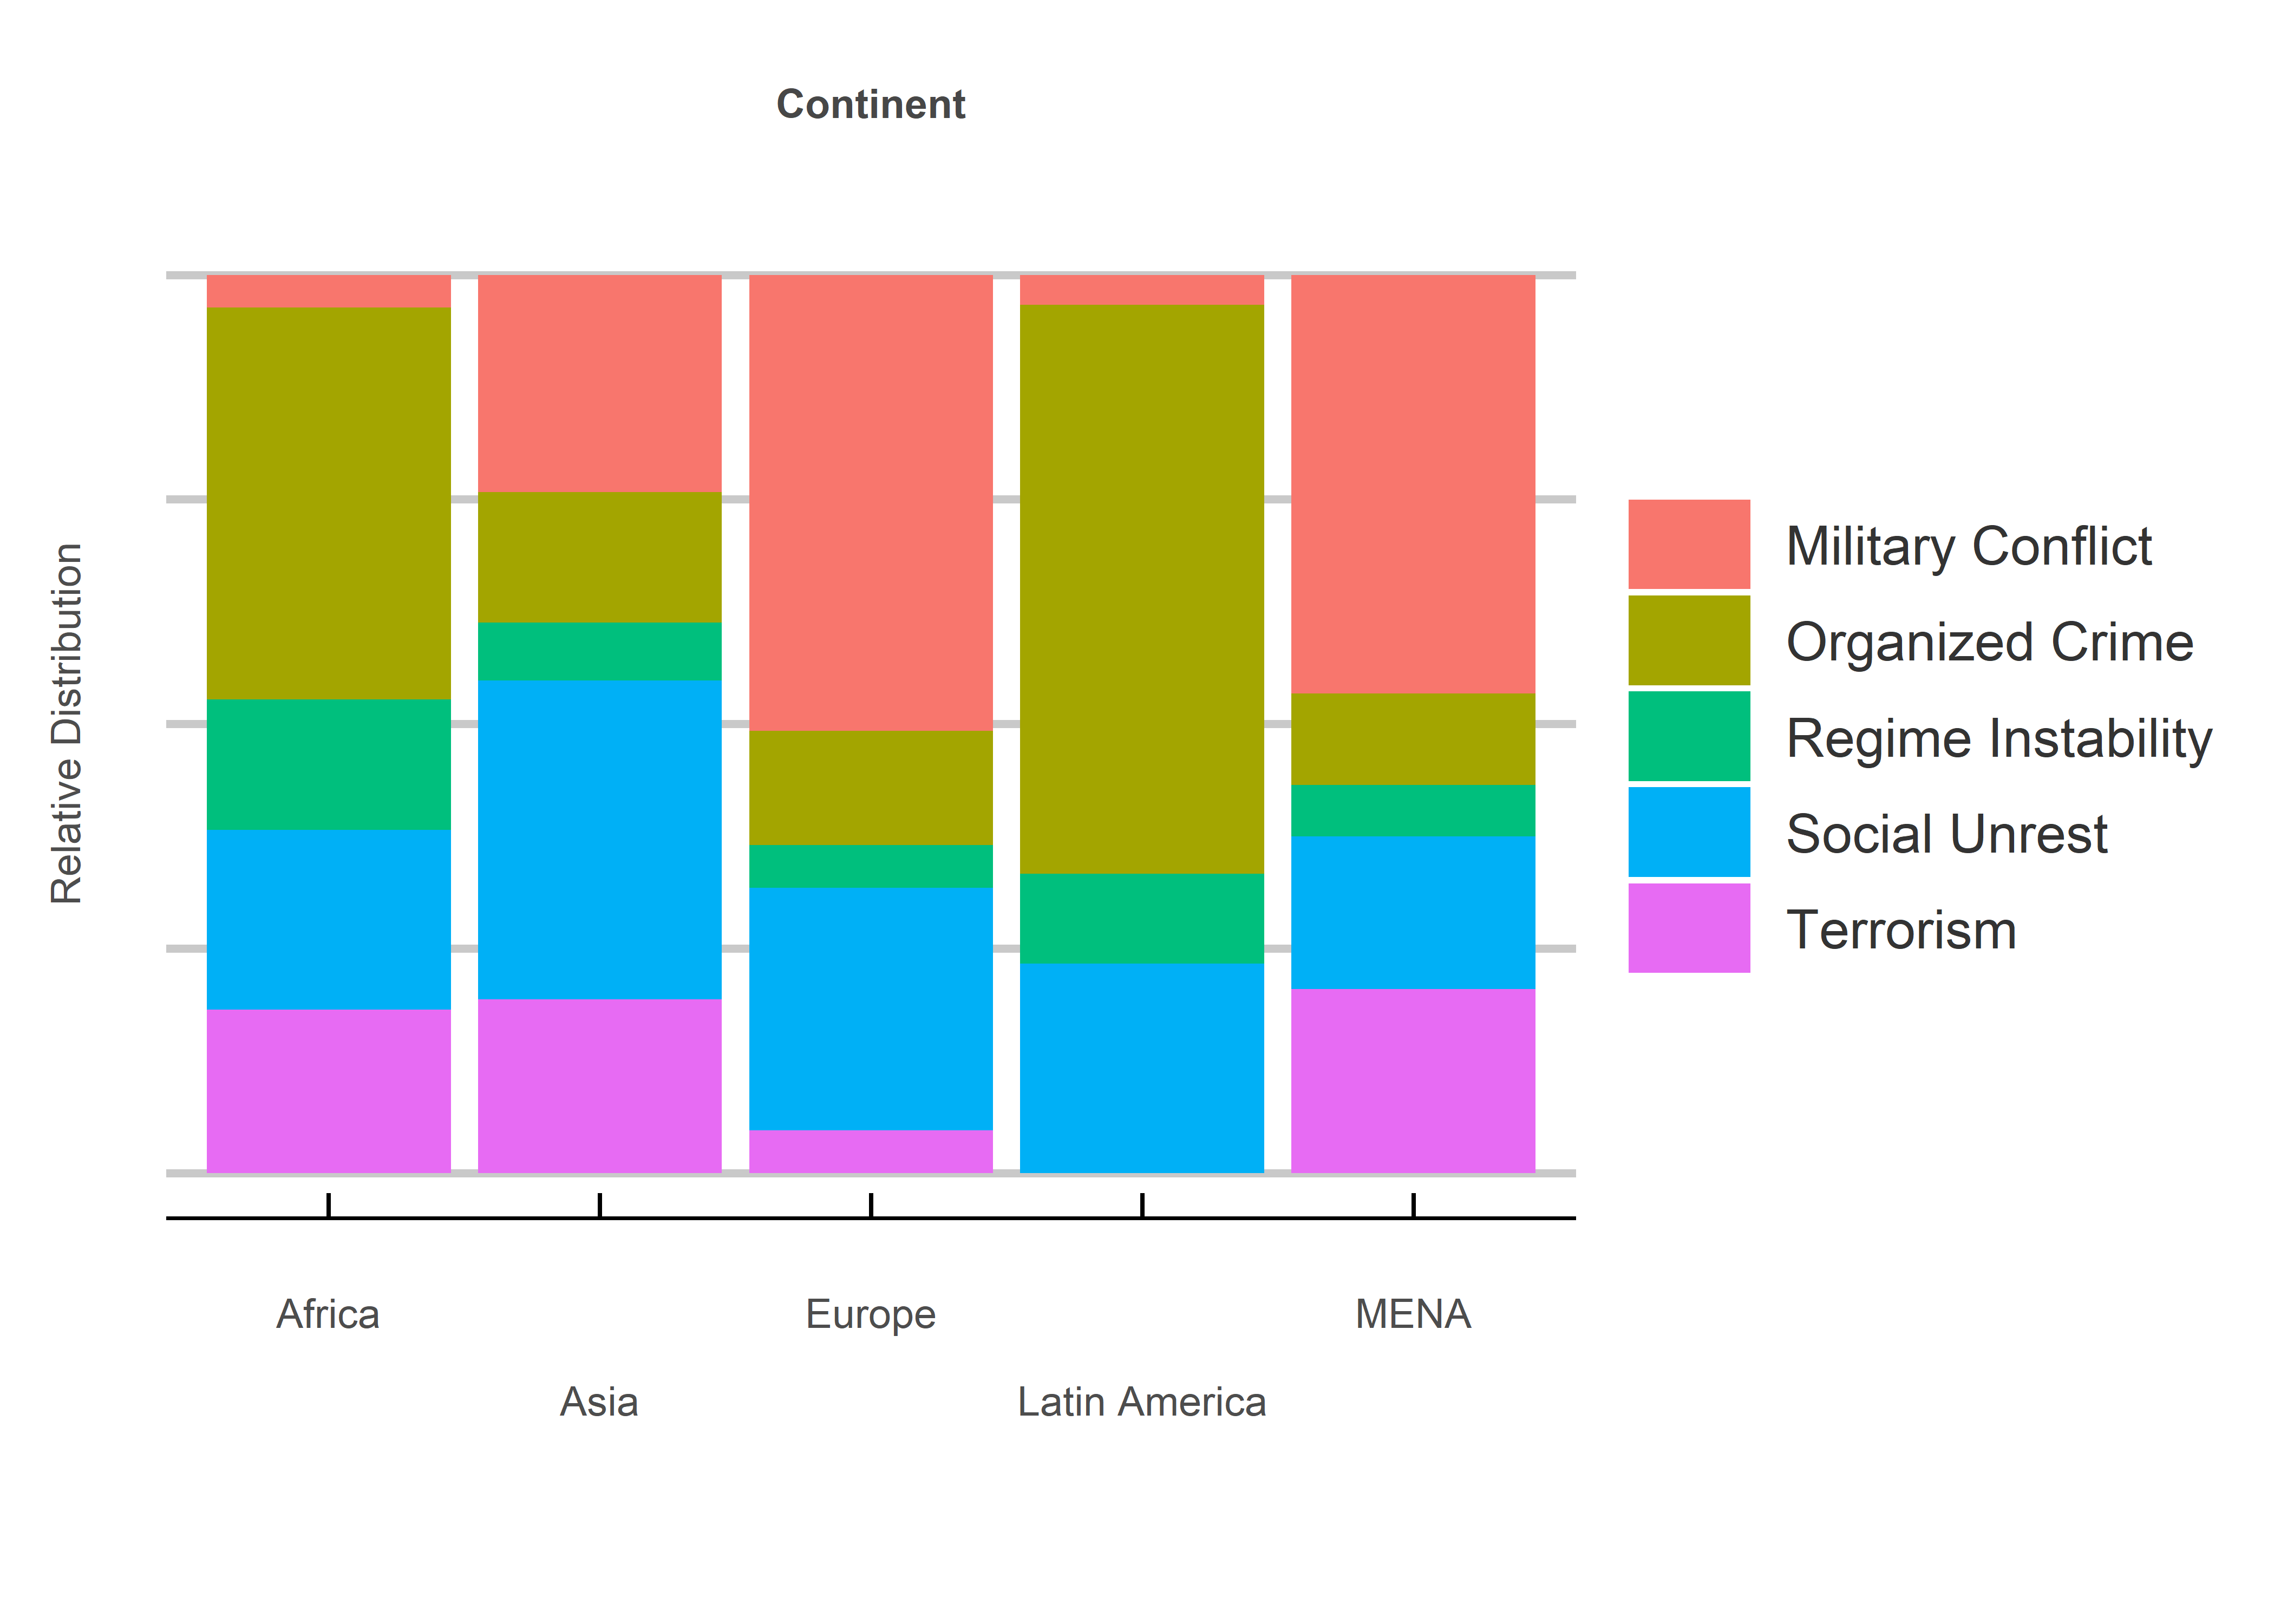 Continent
Relative Distribution
Military Conflict
Organized Crime
Regime Instability
Social Unrest
Terrorism
Africa
Europe
MENA
Asia
Latin America